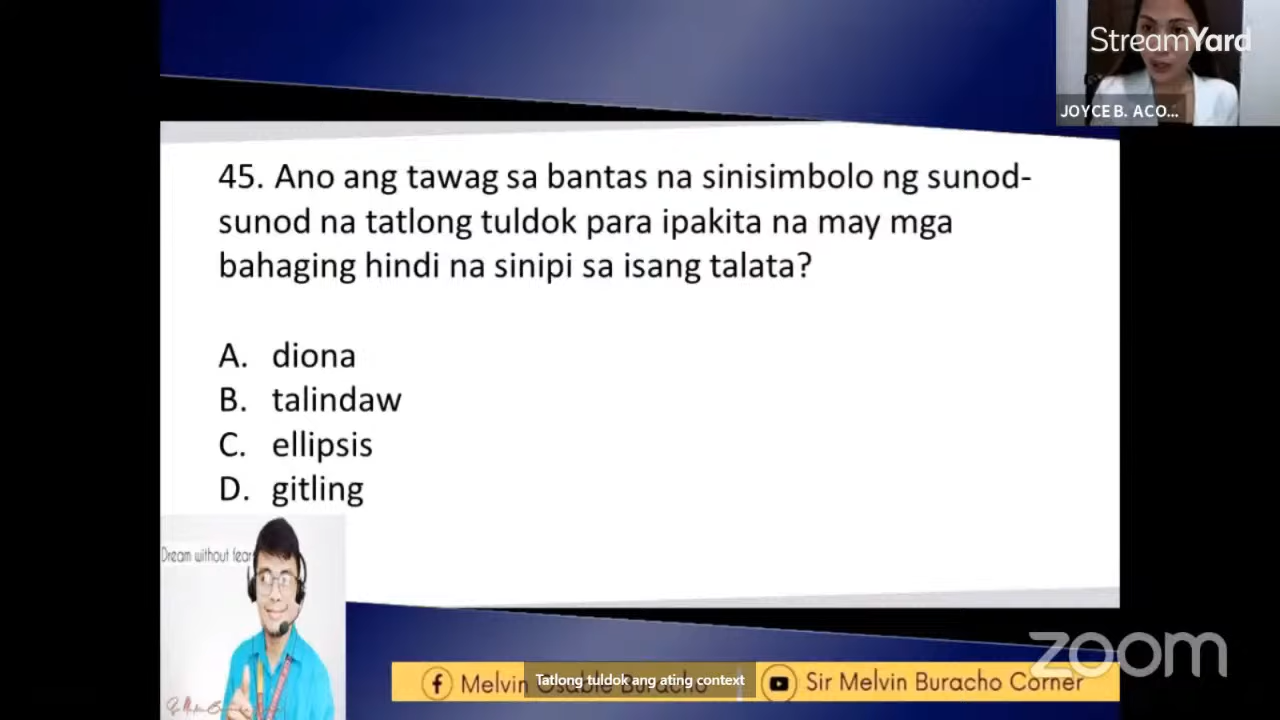 StreamYard
JOYCE B. ACO...
45. Ano ang tawag sa bantas na sinisimbolo ng sunod-
sunod na tatlong tuldok para ipakita na may mga
bahaging hindi na sinipi sa isang talata?
A. diona
B. talindaw
C. ellipsis
D. gitling
Dream without fear
zoom
Melvin Buracho
Tatlong tuldok ang ating context
Sir Melvin Buracho Corner